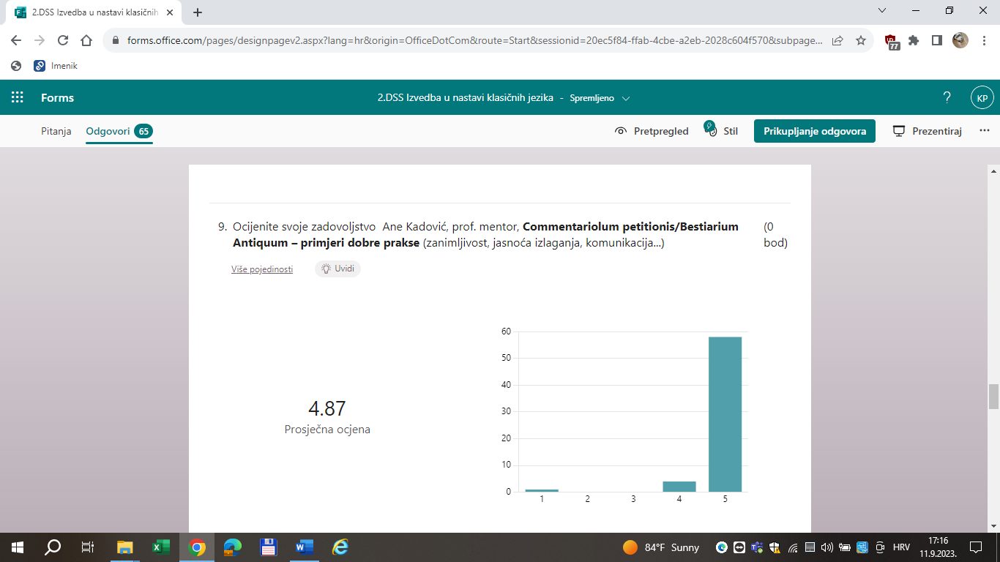 2.DSS Izvedba u nastavi klasičnih
forms.office.com/pages/designpagev2.aspx?lang=hr&origin=OfficeDotCom&route=Start&sessionid=20ec5f84-ffab-4cbe-a2eb-2028c604f570&subpage...
77
Imenik
Forms
2.DSS Izvedba u nastavi klasičnih jezika - Spremljeno
?
KP
Pitanja
Odgovori 65
Pretpregled
Stil
Prikupljanje odgovora
Prezentiraj
9. Ocijenite svoje zadovoljstvo Ane Kadović, prof. mentor, Commentariolum petitionis/Bestiarium
Antiquum – primjeri dobre prakse (zanimljivost, jasnoća izlaganja, komunikacija...)
(0
bod)
Više pojedinosti
Uvidi
4.87
Prosječna ocjena
60
50
40
30
20
10
0
1 2 3 4 5
84°F Sunny
HRV
17:16
11.9.2023.